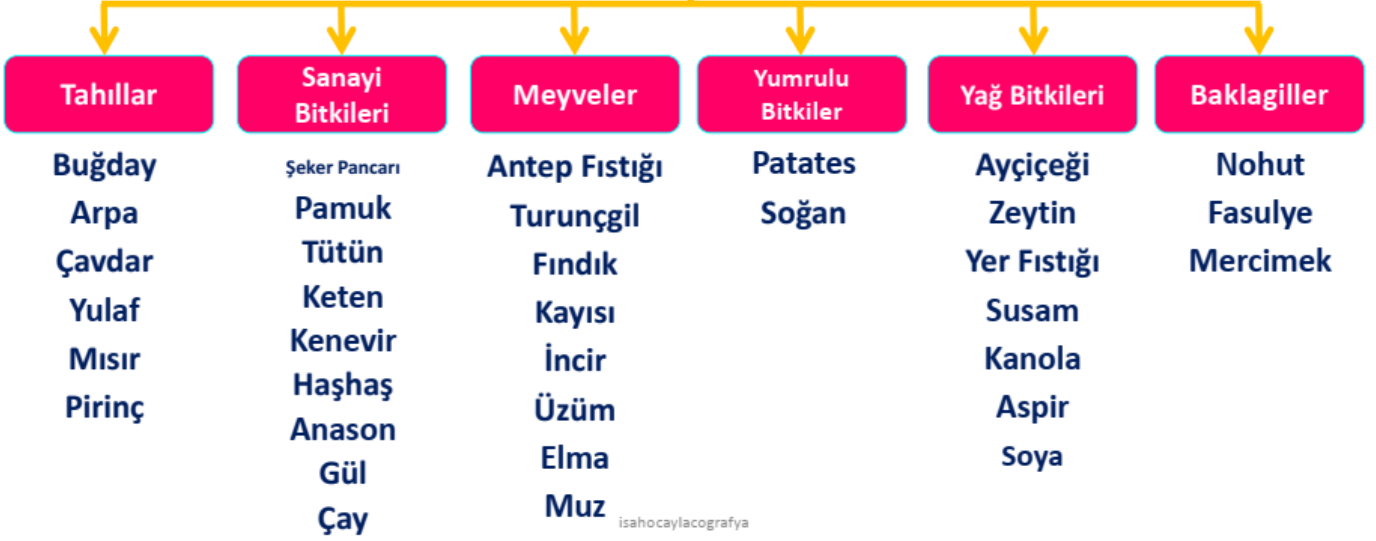 Tahıllar
Buğday
Arpa
Çavdar
Yulaf
Mısır
Pirinç
Sanayi
Bitkileri
Şeker Pancarı
Pamuk
Tütün
Keten
Kenevir
Haşhaş
Anason
Gül
Çay
Meyveler
Antep Fıstığı
Turunçgil
Fındık
Kayısı
İncir
Üzüm
Elma
Muz
Yumrulu
Bitkiler
Patates
Soğan
Yağ Bitkileri
Ayçiçeği
Zeytin
Yer Fıstığı
Susam
Kanola
Aspir
Soya
Baklagiller
Nohut
Fasulye
Mercimek
isahocaylacografya